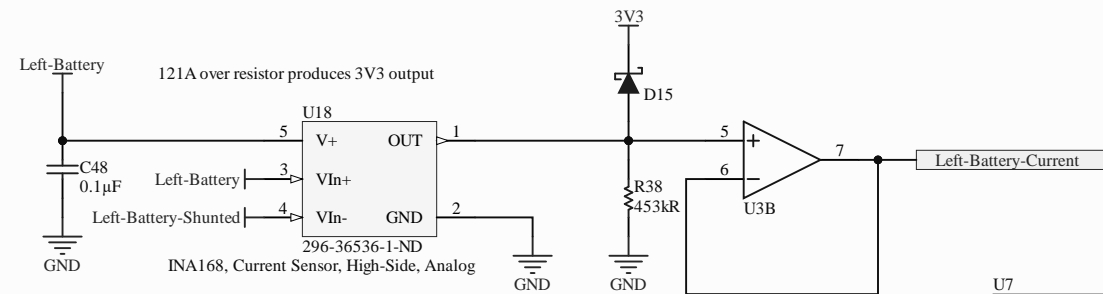 3V3
Left-Battery
121A over resistor produces 3V3 output
D15
U18
5 V+ OUT 1
5
7
C48
0.1µF
Left-Battery 3 VIn+
6
Left-Battery-Current
R38
453kR
U3B
Left-Battery-Shunted 4 VIn- GND 2
296-36536-1-ND
GND
INA168, Current Sensor, High-Side, Analog
GND
GND
U7